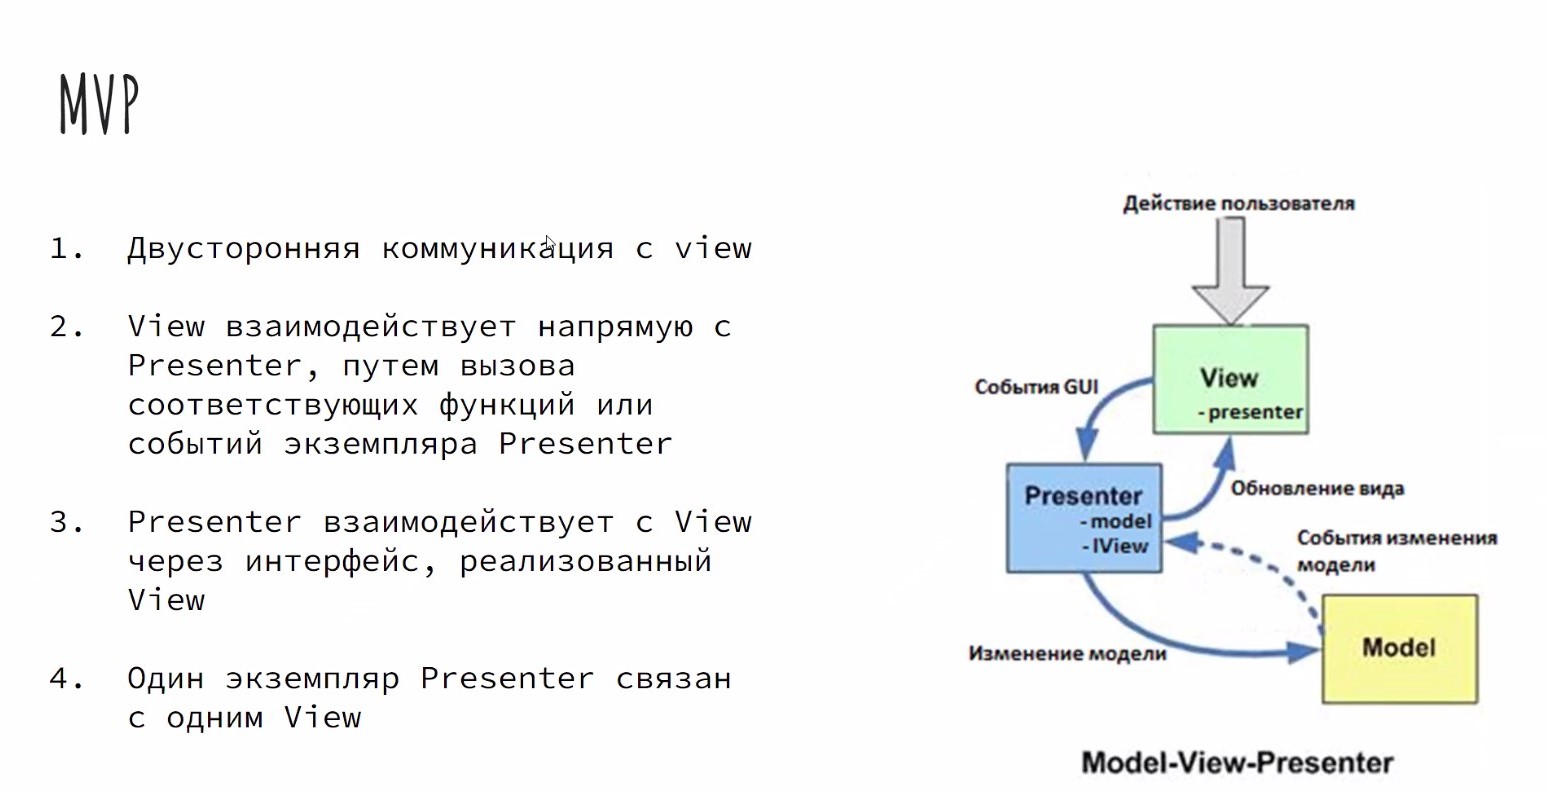 MVP
1. Двусторонняя коммуникация с view
2. View взаимодействует напрямую с
Presenter, путем вызова
соответствующих функций или
событий экземпляра Presenter
3. Presenter взаимодействует с View
через интерфейс, реализованный
View
4. Один экземпляр Presenter связан
с одним View
Действие пользователя
View
- presenter
События GUI
Presenter
- model
- IView
Обновление вида
События изменения
модели
Model
Изменение модели
Model-View-Presenter